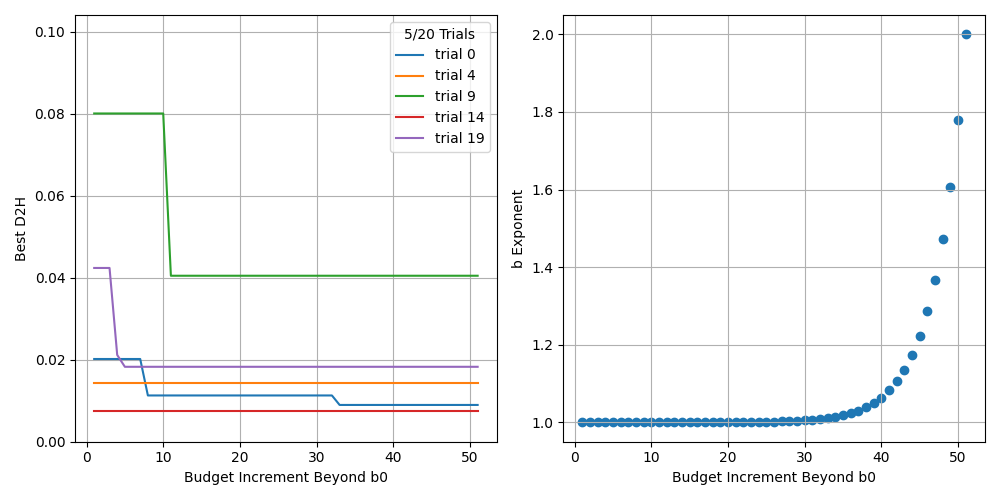 0.10
0.08
0.06
0.04
0.02
0.00
Best D2H
0 10 20 30 40 50
Budget Increment Beyond b0
5/20 Trials
trial 0
trial 4
trial 9
trial 14
trial 19
2.0
1.8
1.6
1.4
1.2
1.0
b Exponent
0 10 20 30 40 50
Budget Increment Beyond b0